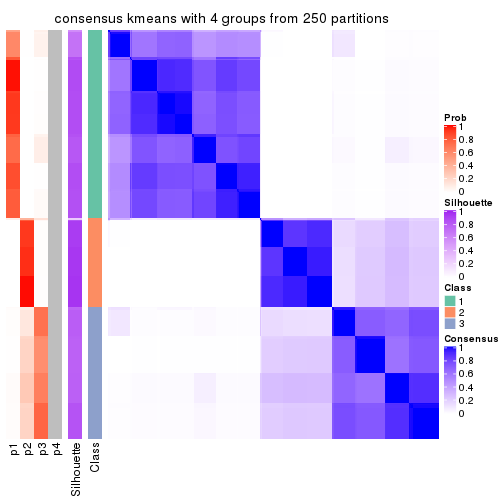 consensus kmeans with 4 groups from 250 partitions
Prob
1
0.8
0.6
0.4
0.2
0
Silhouette
1
0.8
0.6
0.4
0.2
0
Class
1
2
3
Consensus
1
0.8
0.6
0.4
0.2
0
p1
p2
p3
p4
Silhouette
Class